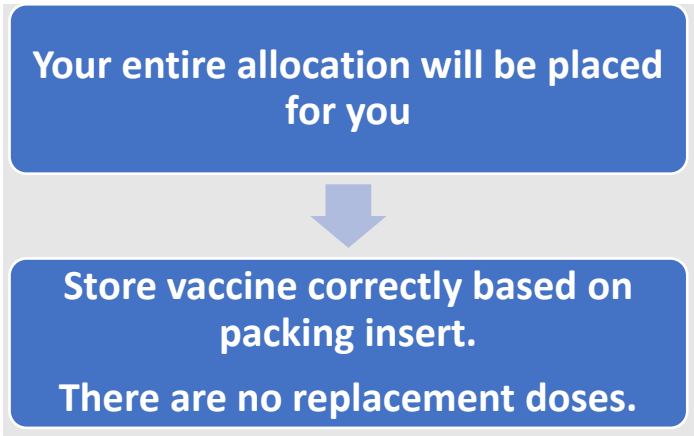 Your entire allocation will be placed
for you
Store vaccine correctly based on
packing insert.
There are no replacement doses.